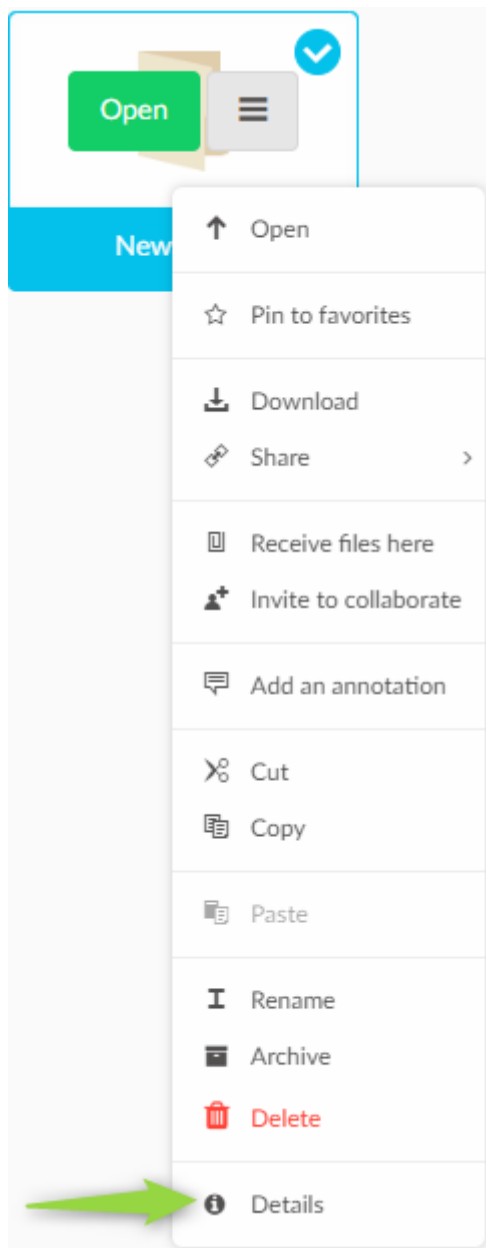 Open
New
Open
Pin to favorites
Download
Share
Receive files here
Invite to collaborate
Add an annotation
Cut
Copy
Paste
Rename
Archive
Delete
Details